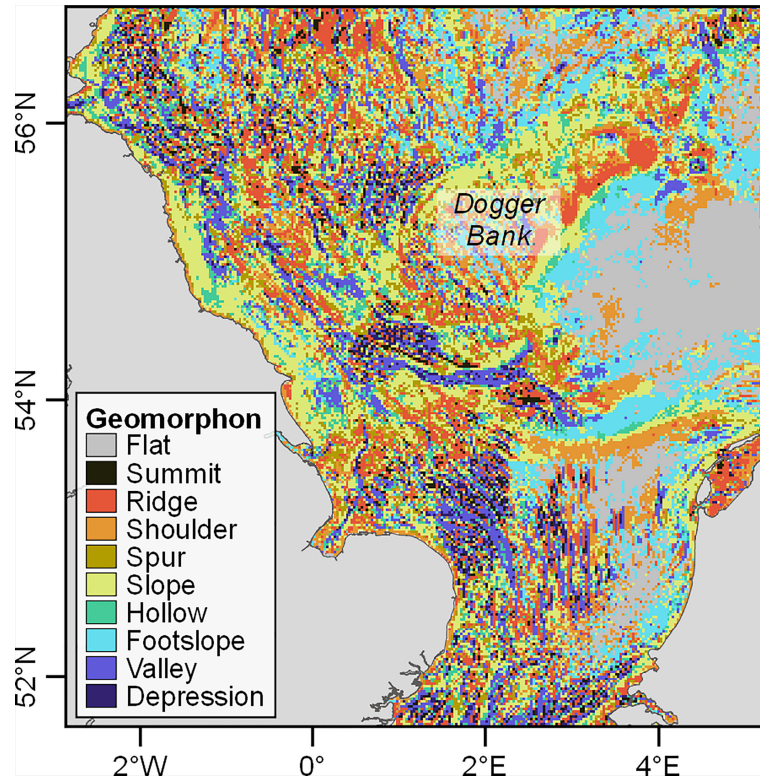 56°N
Dogger
Bank
54°N
Geomorphon
Flat
Summit
Ridge
Shoulder
Spur
Slope
Hollow
Footslope
Valley
Depression
52°N
2°W
0°
2°E
4°E